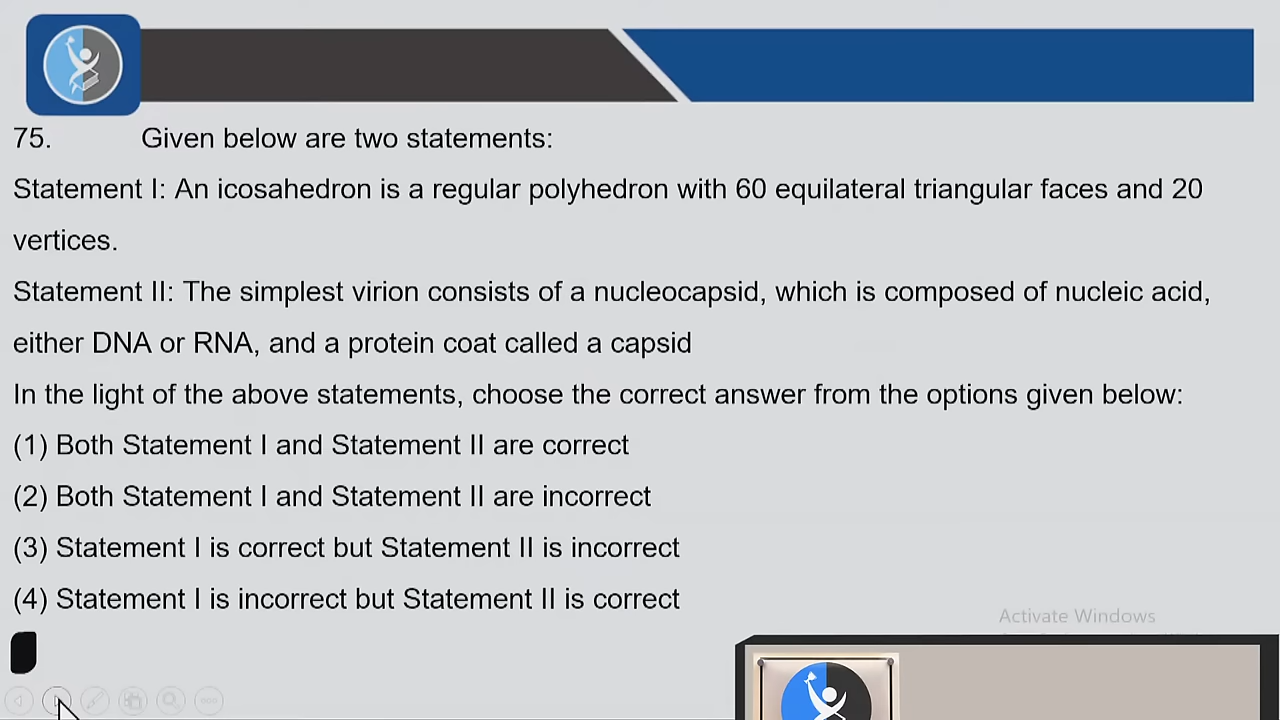 75. Given below are two statements:
Statement I: An icosahedron is a regular polyhedron with 60 equilateral triangular faces and 20
vertices.
Statement II: The simplest virion consists of a nucleocapsid, which is composed of nucleic acid,
either DNA or RNA, and a protein coat called a capsid
In the light of the above statements, choose the correct answer from the options given below:
(1) Both Statement I and Statement II are correct
(2) Both Statement I and Statement II are incorrect
(3) Statement I is correct but Statement II is incorrect
(4) Statement I is incorrect but Statement II is correct
Activate Windows